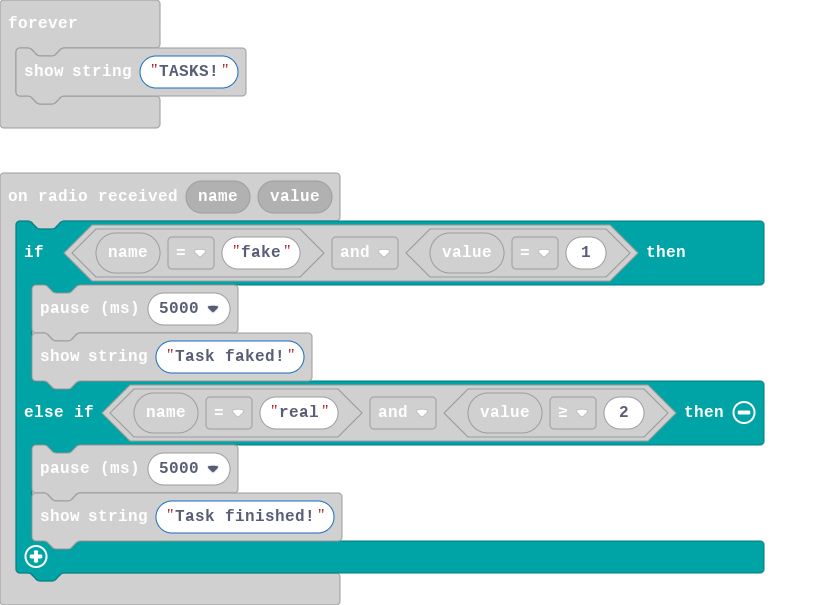 forever
show string "TASKS!"
on radio received name value
if name = "fake" and value = 1 then
pause (ms) 5000
show string "Task faked!"
else if name = "real" and value ≥ 2 then
pause (ms) 5000
show string "Task finished!"